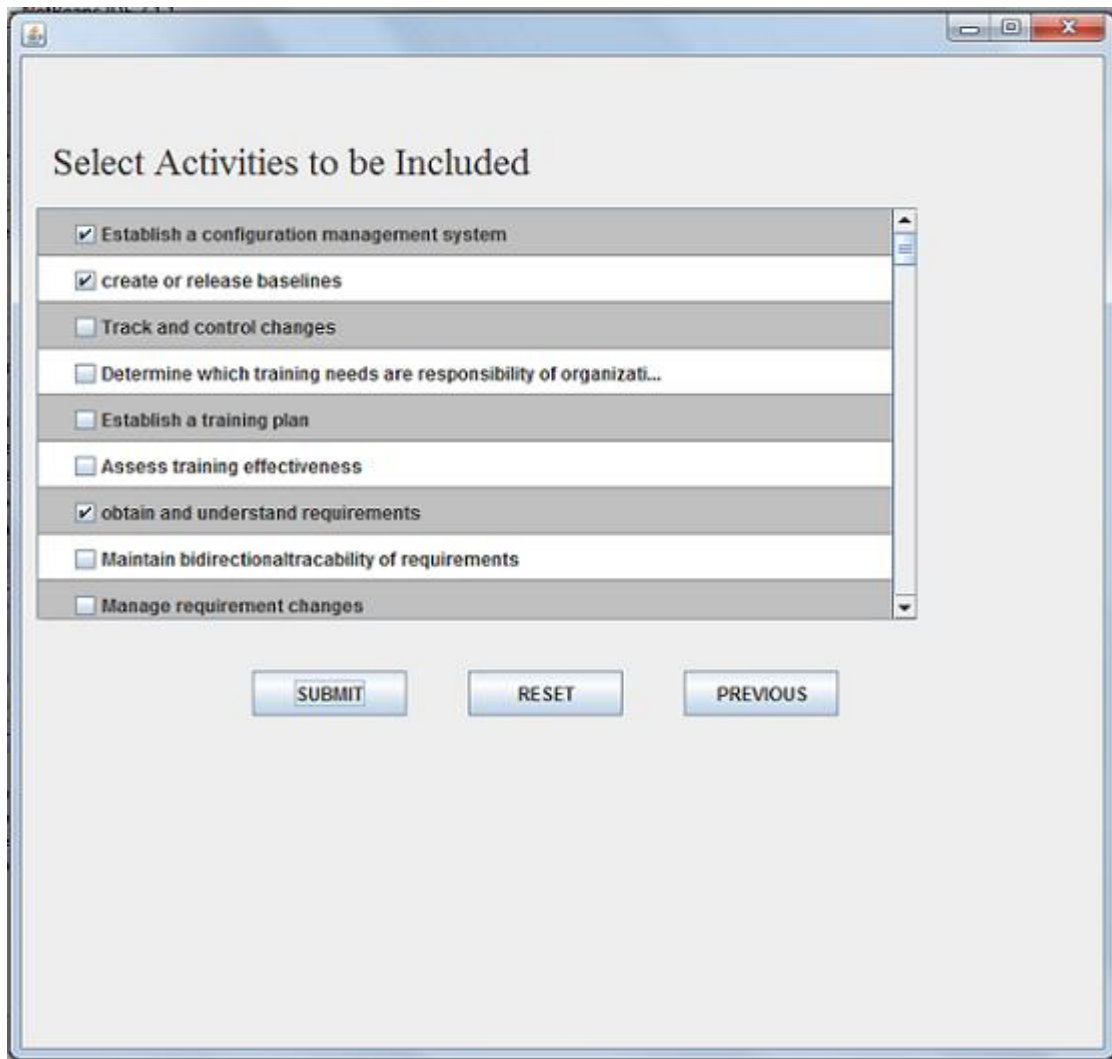 Select Activities to be Included
Establish a configuration management system
create or release baselines
Track and control changes
Determine which training needs are responsibility of organizati...
Establish a training plan
Assess training effectiveness
obtain and understand requirements
Maintain bidirectionaltracability of requirements
Manage requirement changes
SUBMIT RESET PREVIOUS